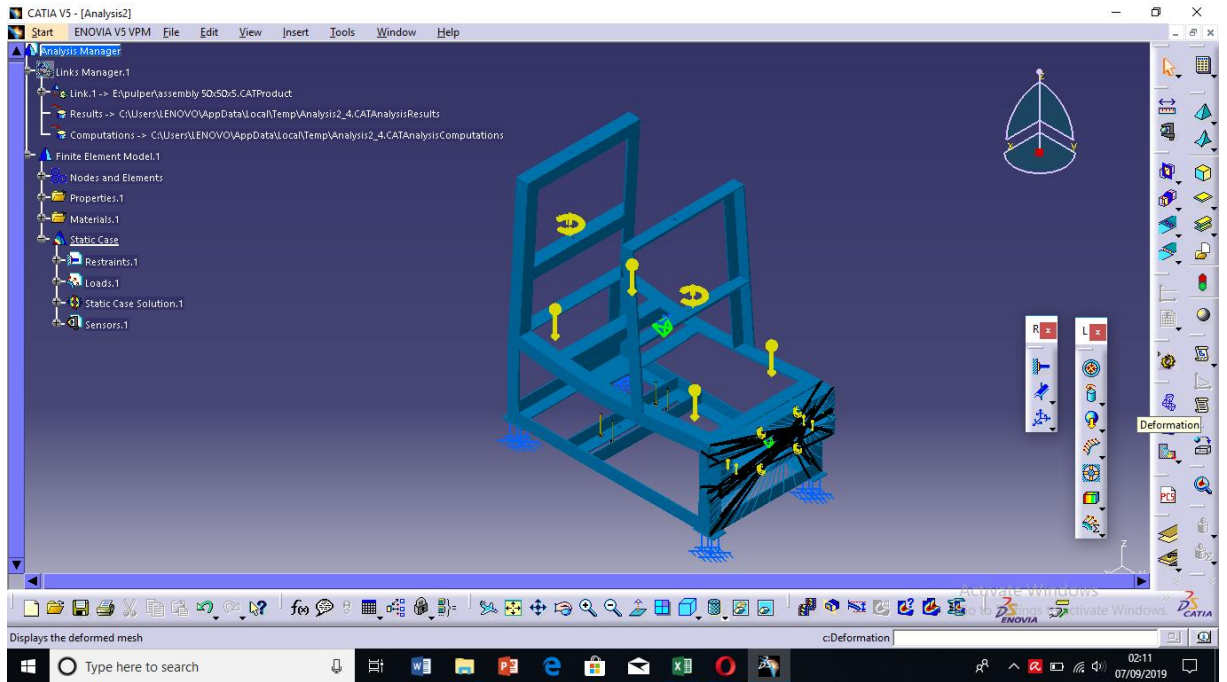 CATIA V5 - [Analysis2]
Start ENOVIA V5 VPM File Edit View Insert Tools Window Help
Analysis Manager
Links Manager.1
Link.1 -> E:\pulper\assembly 50x50x5.CATProduct
Results -> C:\Users\LENOVO\AppData\Local\Temp\Analysis2_4.CATAnalysisResults
Computations -> C:\Users\LENOVO\AppData\Local\Temp\Analysis2_4.CATAnalysisComputations
Finite Element Model.1
Nodes and Elements
Properties.1
Materials.1
Static Case
Restraints.1
Loads.1
Static Case Solution.1
Sensors.1
x y
R x L x
Deformation
PCS
z
Activate Windows
Go to Settings to activate Windows.
f(x)
ENOVIA
CATIA
Displays the deformed mesh c:Deformation
Type here to search
02:11
07/09/2019